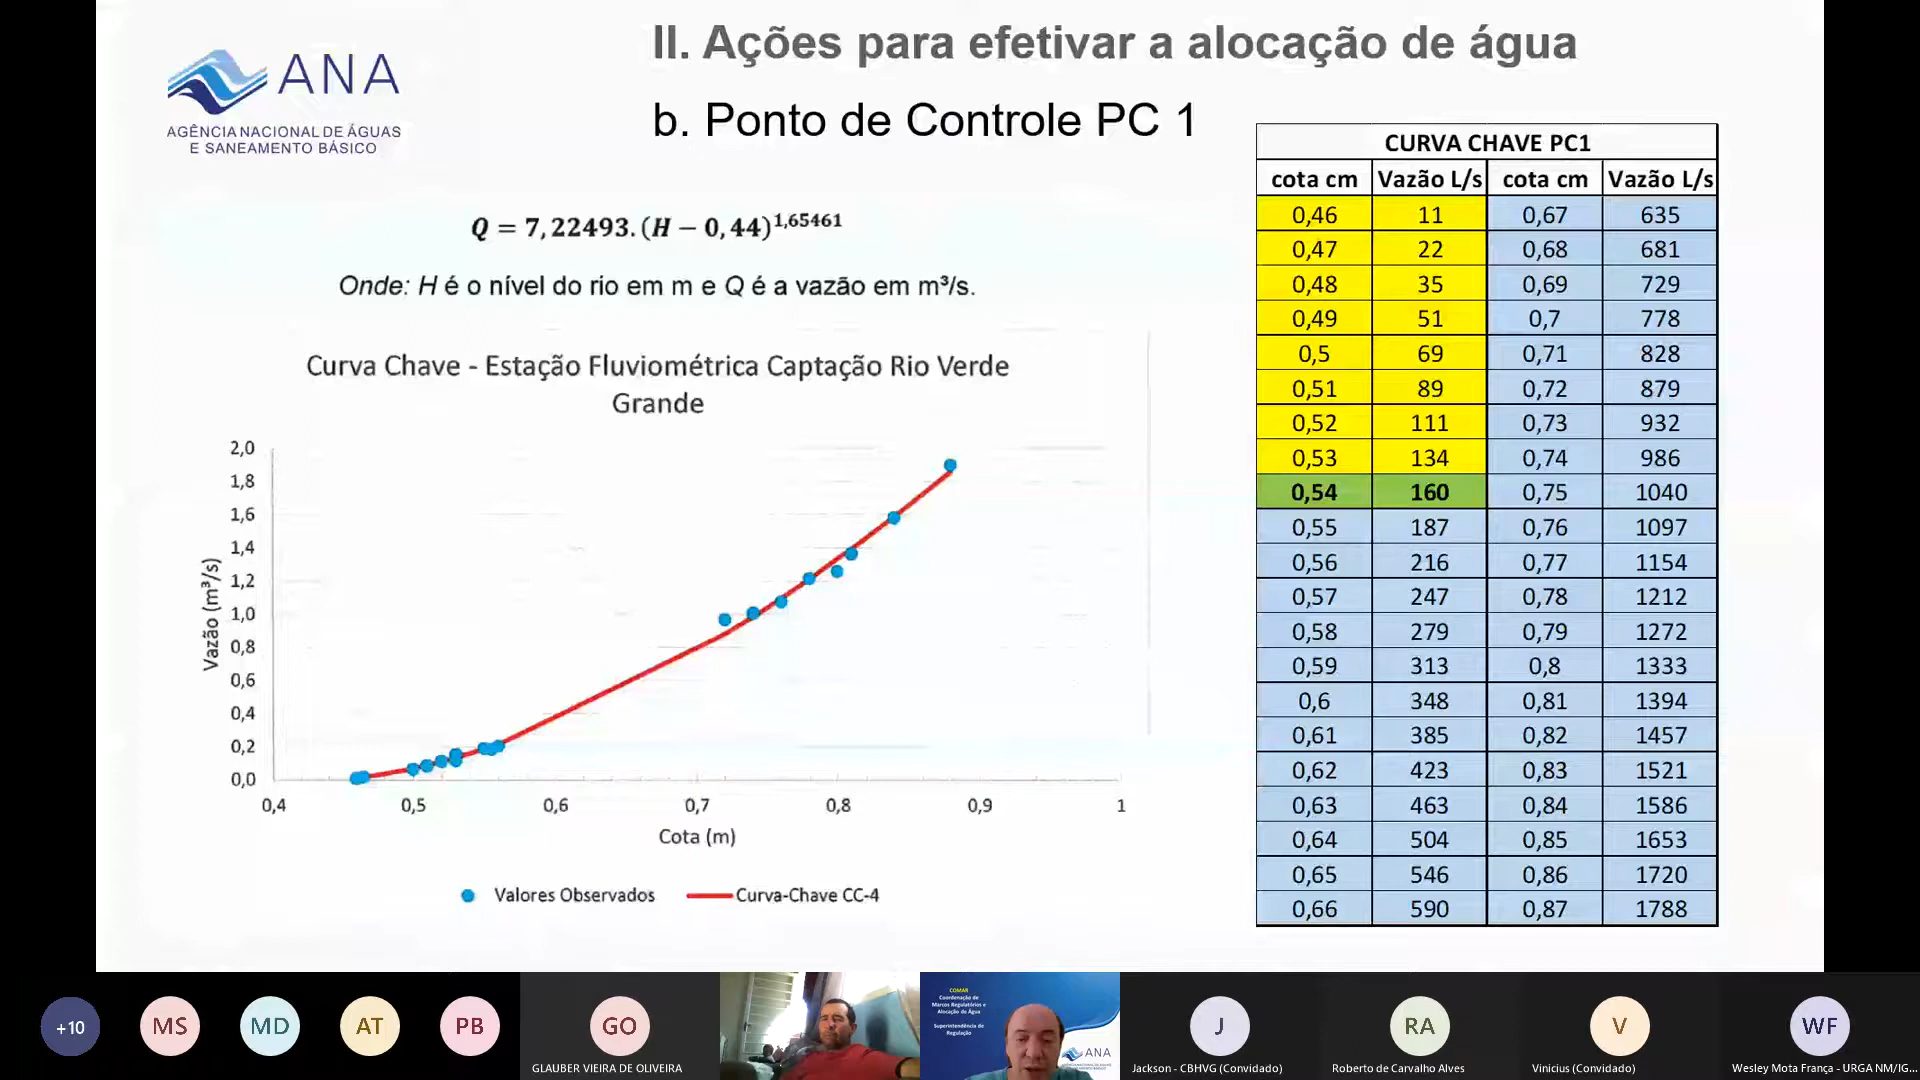 II. Ações para efetivar a alocação de água
ANA
AGÊNCIA NACIONAL DE ÁGUAS
E SANEAMENTO BÁSICO
b. Ponto de Controle PC 1
Q = 7,22493.(H − 0,44)^1,65461
Onde: H é o nível do rio em m e Q é a vazão em m³/s.
Curva Chave - Estação Fluviométrica Captação Rio Verde
Grande
Vazão (m³/s)
2,0
1,8
1,6
1,4
1,2
1,0
0,8
0,6
0,4
0,2
0,0
0,4 0,5 0,6 0,7 0,8 0,9 1
Cota (m)
Valores Observados Curva-Chave CC-4
CURVA CHAVE PC1
cota cm Vazão L/s cota cm Vazão L/s
0,46 11 0,67 635
0,47 22 0,68 681
0,48 35 0,69 729
0,49 51 0,7 778
0,5 69 0,71 828
0,51 89 0,72 879
0,52 111 0,73 932
0,53 134 0,74 986
0,54 160 0,75 1040
0,55 187 0,76 1097
0,56 216 0,77 1154
0,57 247 0,78 1212
0,58 279 0,79 1272
0,59 313 0,8 1333
0,6 348 0,81 1394
0,61 385 0,82 1457
0,62 423 0,83 1521
0,63 463 0,84 1586
0,64 504 0,85 1653
0,65 546 0,86 1720
0,66 590 0,87 1788
+10 MS MD AT PB GO J RA V WF
COMAR
Coordenação de
Marcos Regulatórios e
Alocação de Água
Superintendência de
Regulação
ANA
GLAUBER VIEIRA DE OLIVEIRA
Jackson - CBHVG (Convidado)
Roberto de Carvalho Alves
Vinicius (Convidado)
Wesley Mota França - URGA NM/IG...